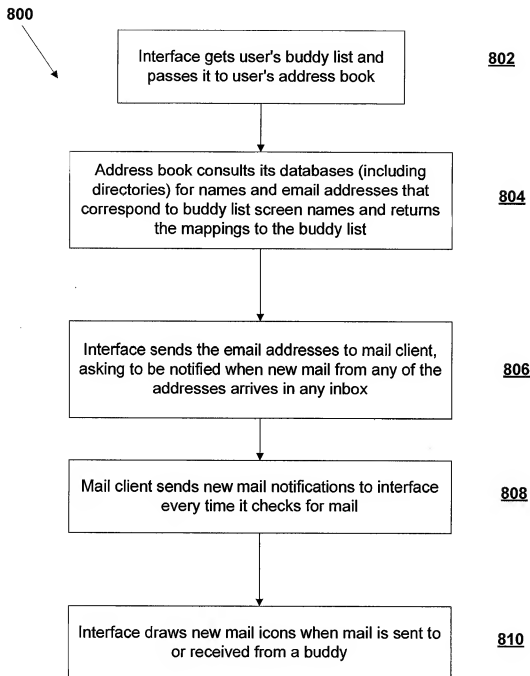 800
Interface gets user's buddy list and
passes it to user's address book
802
Address book consults its databases (including
directories) for names and email addresses that
correspond to buddy list screen names and returns
the mappings to the buddy list
804
Interface sends the email addresses to mail client,
asking to be notified when new mail from any of the
addresses arrives in any inbox
806
Mail client sends new mail notifications to interface
every time it checks for mail
808
Interface draws new mail icons when mail is sent to
or received from a buddy
810